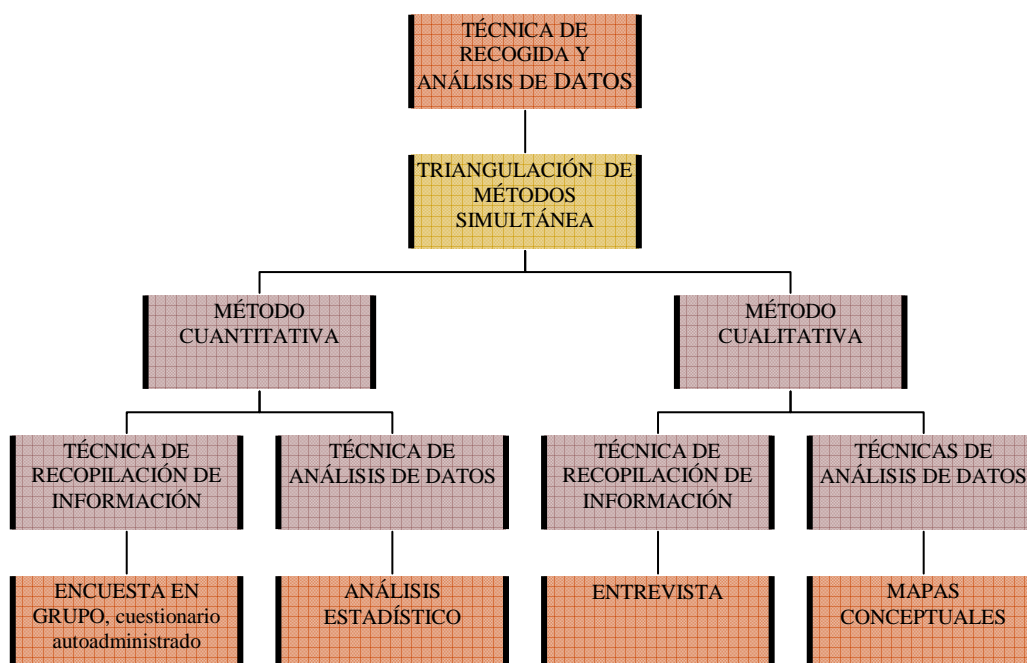 TÉCNICA DE
RECOGIDA Y
ANÁLISIS DE DATOS
TRIANGULACIÓN DE
MÉTODOS
SIMULTÁNEA
MÉTODO
CUANTITATIVA
MÉTODO
CUALITATIVA
TÉCNICA DE
RECOPILACIÓN DE
INFORMACIÓN
TÉCNICA DE
ANÁLISIS DE DATOS
TÉCNICA DE
RECOPILACIÓN DE
INFORMACIÓN
TÉCNICAS DE
ANÁLISIS DE DATOS
ENCUESTA EN
GRUPO, cuestionario
autoadministrado
ANÁLISIS
ESTADÍSTICO
ENTREVISTA
MAPAS
CONCEPTUALES